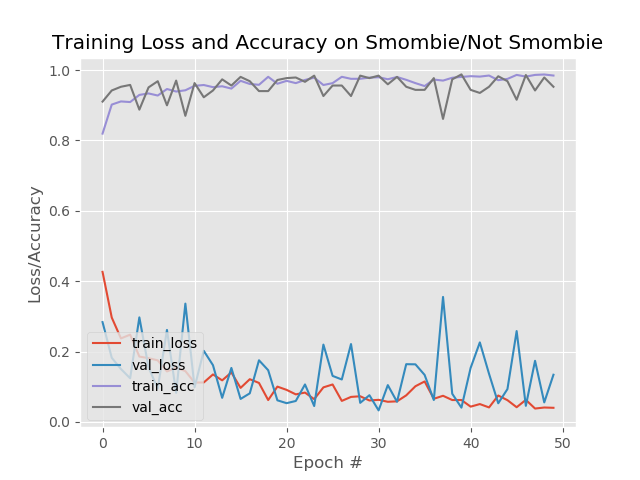 Training Loss and Accuracy on Smombie/Not Smombie
1.0
0.8
0.6
0.4
0.2
0.0
Loss/Accuracy
train_loss
val_loss
train_acc
val_acc
0 10 20 30 40 50
Epoch #